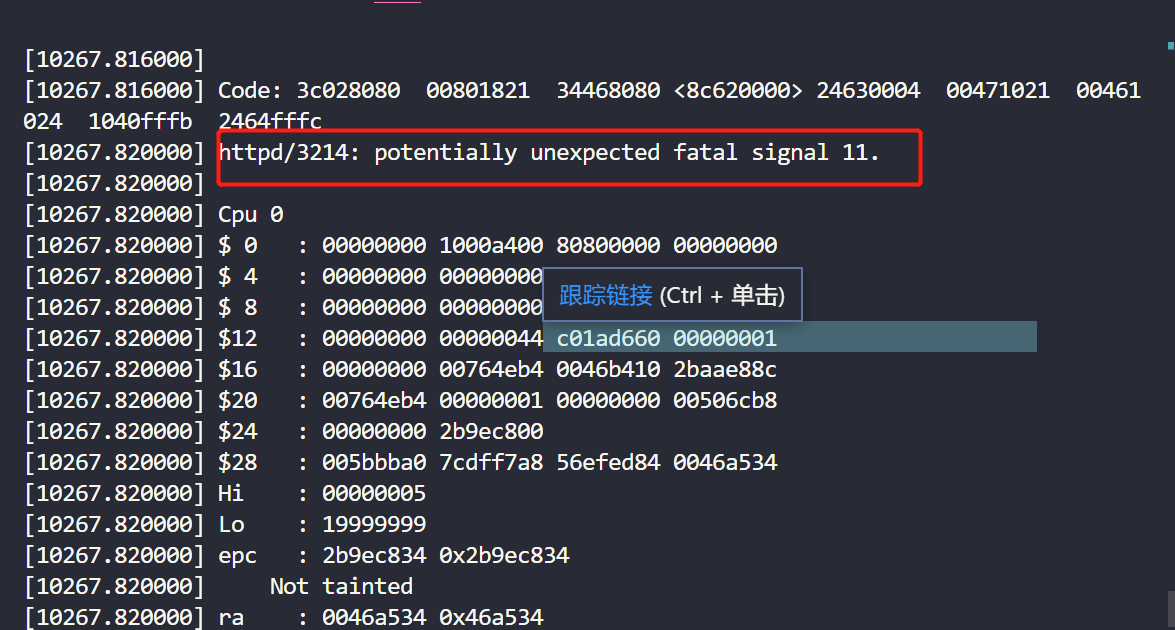 [10267.816000]
[10267.816000] Code: 3c028080  00801821  34468080 <8c620000> 24630004  00471021  00461
024  1040fffb  2464fffc
[10267.820000] httpd/3214: potentially unexpected fatal signal 11.
[10267.820000]
[10267.820000] Cpu 0
[10267.820000] $ 0   : 00000000 1000a400 80800000 00000000
[10267.820000] $ 4   : 00000000 00000000
[10267.820000] $ 8   : 00000000 00000000
跟踪链接 (Ctrl + 单击)
[10267.820000] $12   : 00000000 00000044 c01ad660 00000001
[10267.820000] $16   : 00000000 00764eb4 0046b410 2baae88c
[10267.820000] $20   : 00764eb4 00000001 00000000 00506cb8
[10267.820000] $24   : 00000000 2b9ec800
[10267.820000] $28   : 005bbba0 7cdff7a8 56efed84 0046a534
[10267.820000] Hi    : 00000005
[10267.820000] Lo    : 19999999
[10267.820000] epc   : 2b9ec834 0x2b9ec834
[10267.820000]     Not tainted
[10267.820000] ra    : 0046a534 0x46a534